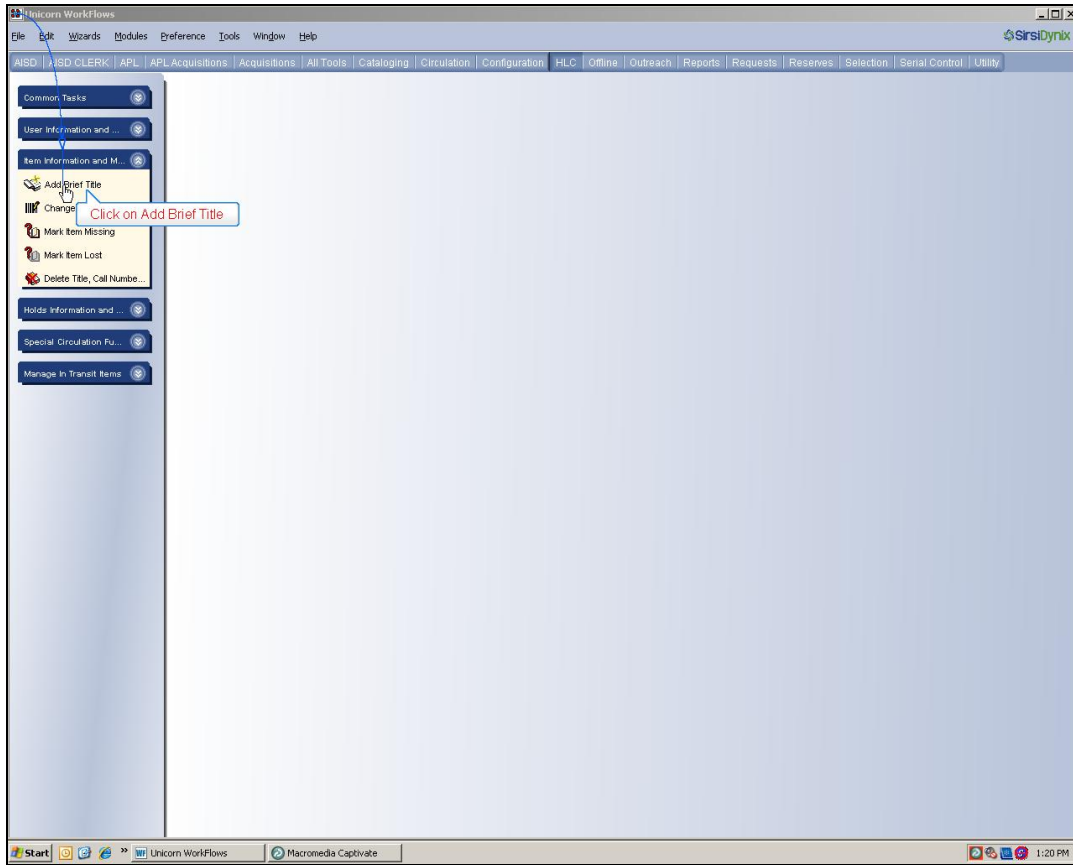 Unicorn WorkFlows
File Edit Wizards Modules Preference Tools Window Help
SirsiDynix
AISD AISD CLERK APL APL Acquisitions Acquisitions All Tools Cataloging Circulation Configuration HLC Offline Outreach Reports Requests Reserves Selection Serial Control Utility
Common Tasks
User Information and ...
Item Information and M...
Add Brief Title
Change
Click on Add Brief Title
Mark Item Missing
Mark Item Lost
Delete Title, Call Numbe...
Holds Information and ...
Special Circulation Fu...
Manage In Transit Items
Start » WF Unicorn WorkFlows Macromedia Captivate 1:20 PM